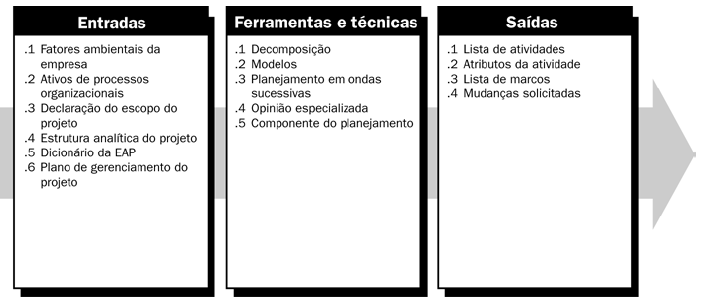 Entradas
.1 Fatores ambientais da
empresa
.2 Ativos de processos
organizacionais
.3 Declaração do escopo do
projeto
.4 Estrutura analítica do projeto
.5 Dicionário da EAP
.6 Plano de gerenciamento do
projeto
Ferramentas e técnicas
.1 Decomposição
.2 Modelos
.3 Planejamento em ondas
sucessivas
.4 Opinião especializada
.5 Componente do planejamento
Saídas
.1 Lista de atividades
.2 Atributos da atividade
.3 Lista de marcos
.4 Mudanças solicitadas